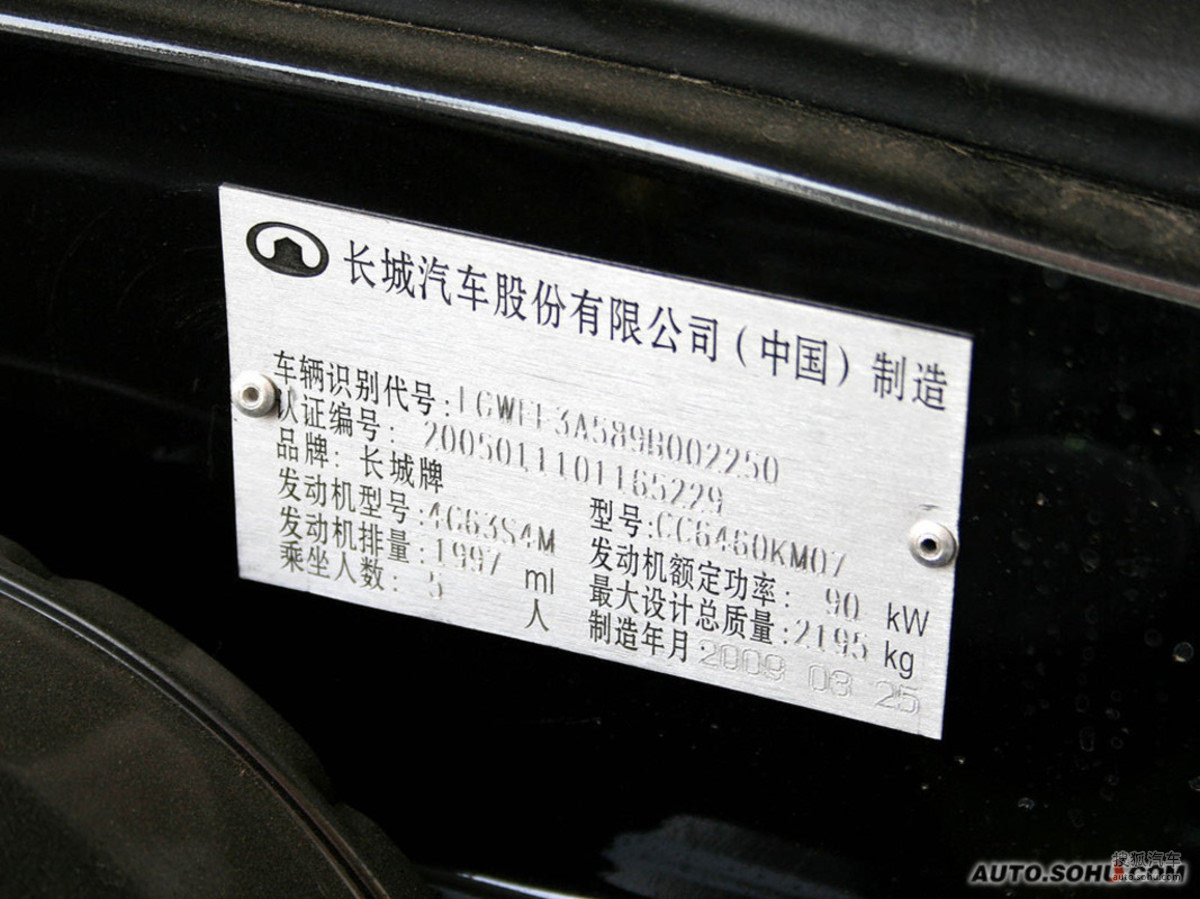 长城汽车股份有限公司（中国）制造
车辆识别代号:LGWFF3A589B002250
认证编号: 2005011101165229
品牌: 长城牌 型号:CC6460KM07
发动机型号:4G63S4M 发动机额定功率: 90 kW
发动机排量:1997 ml 最大设计总质量:2195 kg
乘坐人数: 5 人 制造年月:2009 03 25
搜狐汽车
auto.sohu.com
AUTO.SOHU.COM